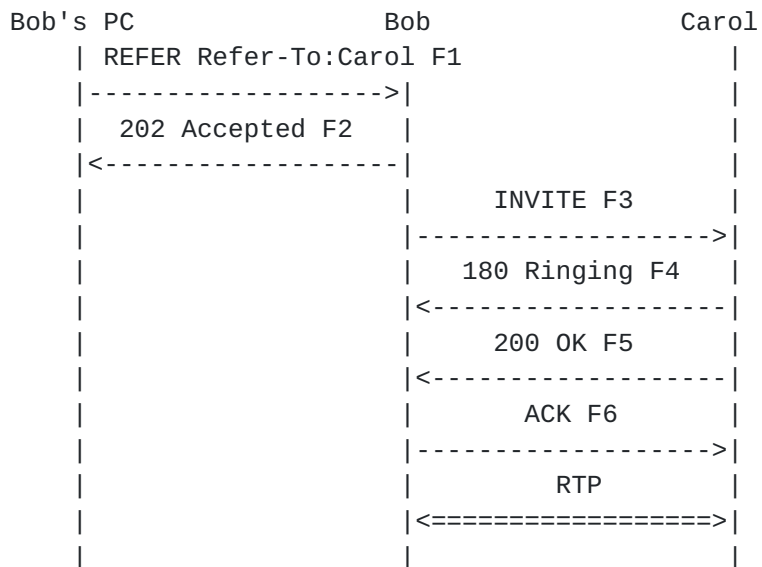 Bob's PC Bob Carol
REFER Refer-To:Carol F1
202 Accepted F2
INVITE F3
180 Ringing F4
200 OK F5
ACK F6
RTP